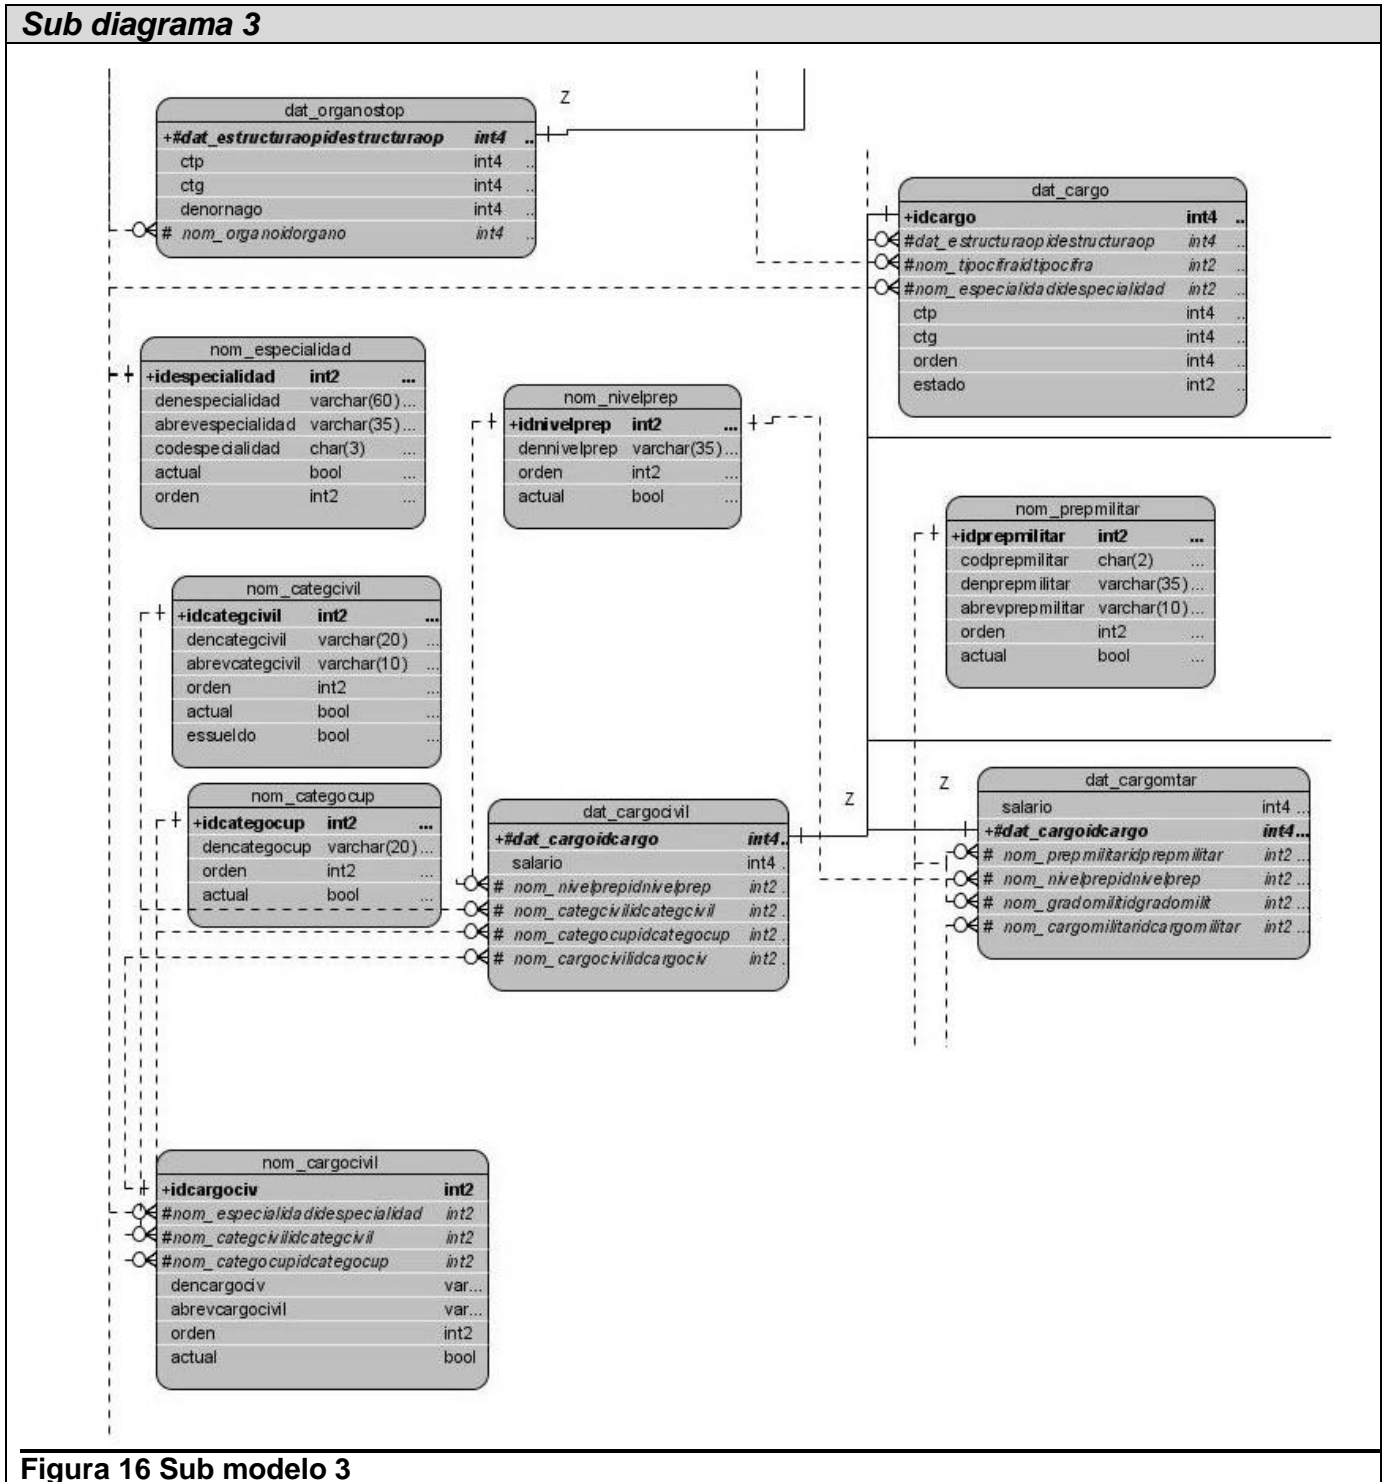 Sub diagrama 3
Z
dat_organostop
+#dat_estructuraopidestructuraop int4 ..
ctp int4 ..
ctg int4 ..
denornago int4 ..
# nom_organoidorgano int4 ..
dat_cargo
+idcargo int4 ..
#dat_estructuraopidestructuraop int4 ..
#nom_tipocifraidtipocifra int2 ..
#nom_especialidadidespecialidad int2 ..
ctp int4 ..
ctg int4 ..
orden int4 ..
estado int2 ..
nom_especialidad
+idespecialidad int2 ...
denespecialidad varchar(60)...
abrevespecialidad varchar(35)...
codespecialidad char(3) ...
actual bool ...
orden int2 ...
nom_nivelprep
+idnivelprep int2 ...
dennivelprep varchar(35)...
orden int2 ...
actual bool ...
nom_prepmilitar
+idprepmilitar int2 ...
codprepmilitar char(2) ...
denprepmilitar varchar(35)...
abrevprepmilitar varchar(10)...
orden int2 ...
actual bool ...
nom_categcivil
+idcategcivil int2 ...
dencategcivil varchar(20) ...
abrevcategcivil varchar(10) ...
orden int2 ...
actual bool ...
essueldo bool ...
nom_categocup
+idcategocup int2 ...
dencategocup varchar(20)...
orden int2 ...
actual bool ...
Z
dat_cargocivil
+#dat_cargoidcargo int4..
salario int4 .
# nom_nivelprepidnivelprep int2 .
# nom_categcivilidcategcivil int2 .
# nom_categocupidcategocup int2 .
# nom_cargocivilidcargociv int2 .
Z
dat_cargomtar
salario int4 ...
+#dat_cargoidcargo int4...
# nom_prepmilitaridprepmilitar int2 ...
# nom_nivelprepidnivelprep int2 ...
# nom_gradomilitidgradomilit int2 ...
# nom_cargomilitaridcargomilitar int2 ...
nom_cargocivil
+idcargociv int2
#nom_especialidadidespecialidad int2
#nom_categcivilidcategcivil int2
#nom_categocupidcategocup int2
dencargociv var...
abrevcargocivil var...
orden int2
actual bool
Figura 16 Sub modelo 3